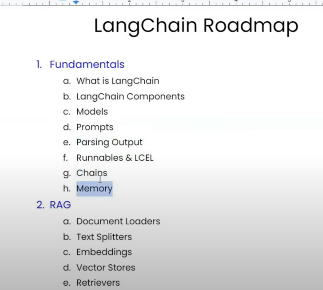 LangChain Roadmap
1. Fundamentals
a. What is LangChain
b. LangChain Components
c. Models
d. Prompts
e. Parsing Output
f. Runnables & LCEL
g. Chains
h. Memory
2. RAG
a. Document Loaders
b. Text Splitters
c. Embeddings
d. Vector Stores
e. Retrievers